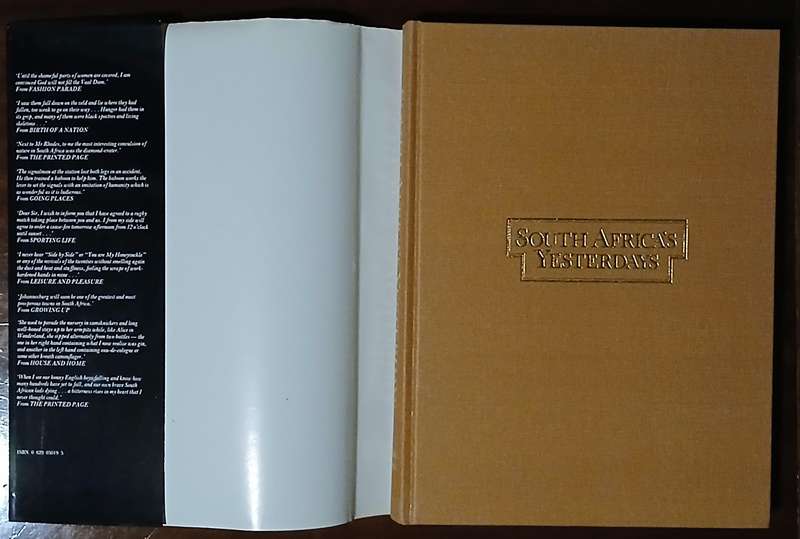 'Until the shameful parts of women are covered, I am
convinced God will not fill the Vaal Dam.'
From FASHION PARADE
'I saw them fall down on the veld and lie where they had
fallen, too weak to go on their way . . . Hunger had them in
its grip, and many of them were black spectres and living
skeletons . . .'
From BIRTH OF A NATION
'Next to Mr Rhodes, to me the most interesting convulsion of
nature in South Africa was the diamond-crater.'
From THE PRINTED PAGE
'The signalman at the station lost both legs in an accident.
He then trained a baboon to help him. The baboon works the
lever to set the signals with an imitation of humanity which is
as wonderful as it is ludicrous.'
From GOING PLACES
'Dear Sir, I wish to inform you that I have agreed to a rugby
match taking place between you and us. I from my side will
agree to order a cease-fire tomorrow afternoon from 12 o'clock
until sunset . . .'
From SPORTING LIFE
'I never hear "Side by Side" or "You are My Honeysuckle"
or any of the revivals of the twenties without smelling again
the dust and heat and stuffiness, feeling the scrape of work-
hardened hands in mine . . .'
From LEISURE AND PLEASURE
'Johannesburg will soon be one of the greatest and most
prosperous towns in South Africa.'
From GROWING UP
'She used to parade the nursery in camiknickers and long
well-boned stays up to her armpits while, like Alice in
Wonderland, she sipped alternately from two bottles — the
one in her right hand containing what I now realise was gin,
and another in the left hand containing eau-de-cologne or
some other breath camouflager.'
From HOUSE AND HOME
'When I see our bonny English boys falling and know how
many hundreds have yet to fall, and our own brave South
African lads dying . . . a bitterness rises in my heart that I
never thought could.'
From THE PRINTED PAGE
ISBN. 0 620 05019 5
SOUTH AFRICA'S
YESTERDAYS